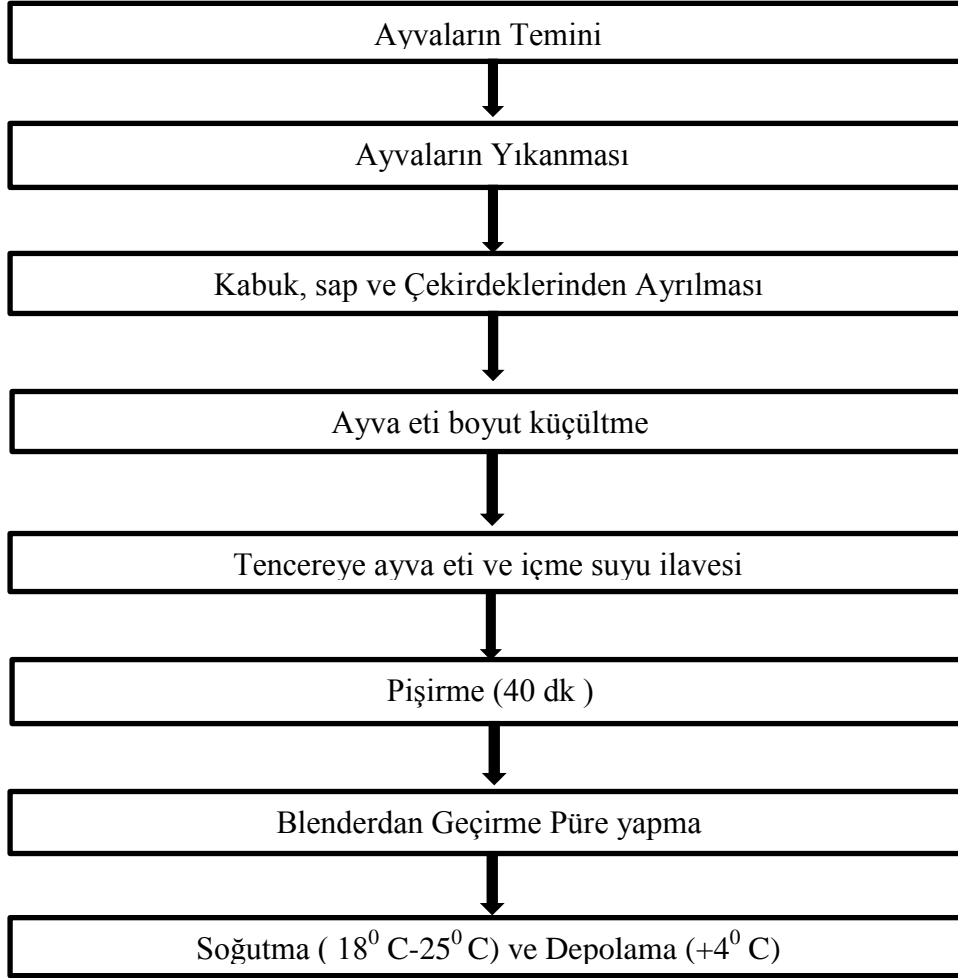 Ayvaların Temini
Ayvaların Yıkanması
Kabuk, sap ve Çekirdeklerinden Ayrılması
Ayva eti boyut küçültme
Tencereye ayva eti ve içme suyu ilavesi
Pişirme (40 dk )
Blenderdan Geçirme Püre yapma
Soğutma ( 18⁰ C-25⁰ C) ve Depolama (+4⁰ C)